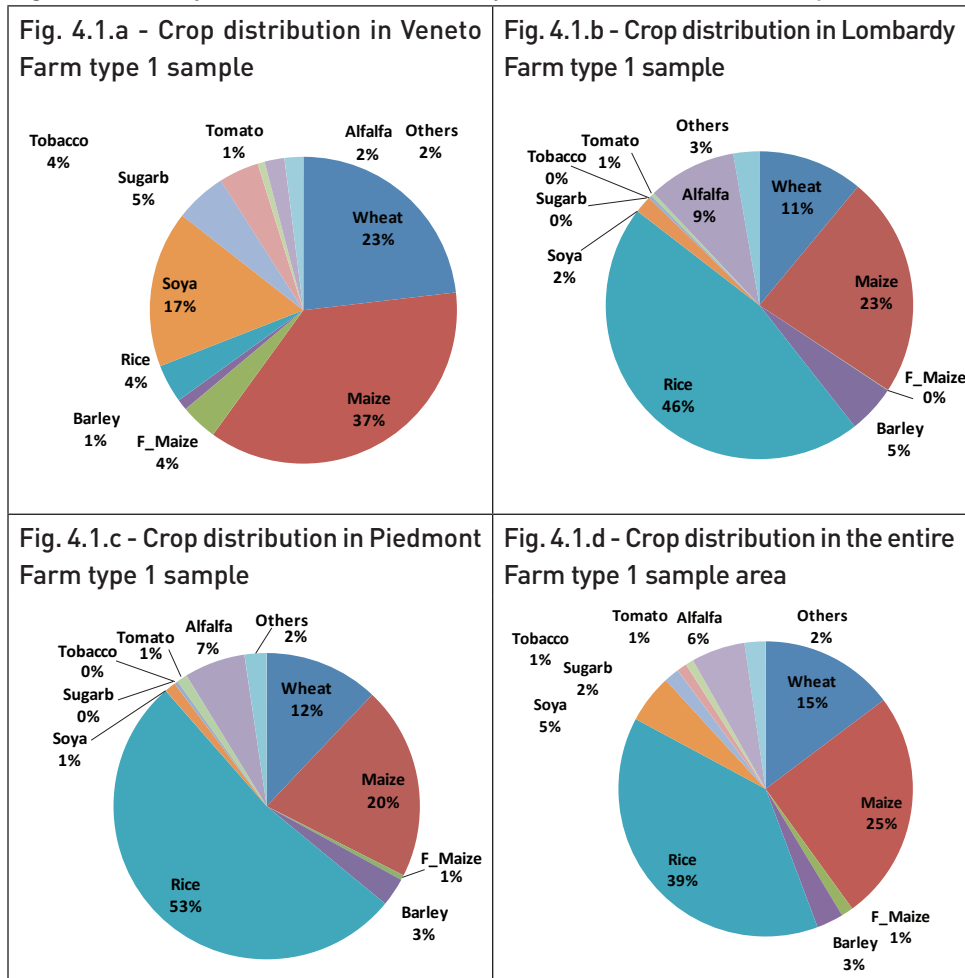 Fig. 4.1.a - Crop distribution in Veneto
Farm type 1 sample
Tobacco
4%
Tomato
1%
Alfalfa
2%
Others
2%
Sugarb
5%
Wheat
23%
Soya
17%
Rice
4%
Maize
37%
Barley
1%
F_Maize
4%
Fig. 4.1.b - Crop distribution in Lombardy
Farm type 1 sample
Others
3%
Tomato
1%
Tobacco
0%
Sugarb
0%
Alfalfa
9%
Wheat
11%
Soya
2%
Maize
23%
Rice
46%
F_Maize
0%
Barley
5%
Fig. 4.1.c - Crop distribution in Piedmont
Farm type 1 sample
Others
2%
Alfalfa
7%
Tomato
1%
Tobacco
0%
Sugarb
0%
Soya
1%
Wheat
12%
Maize
20%
F_Maize
1%
Rice
53%
Barley
3%
Fig. 4.1.d - Crop distribution in the entire
Farm type 1 sample area
Tomato
1%
Alfalfa
6%
Others
2%
Tobacco
1%
Sugarb
2%
Soya
5%
Wheat
15%
Maize
25%
Rice
39%
F_Maize
1%
Barley
3%